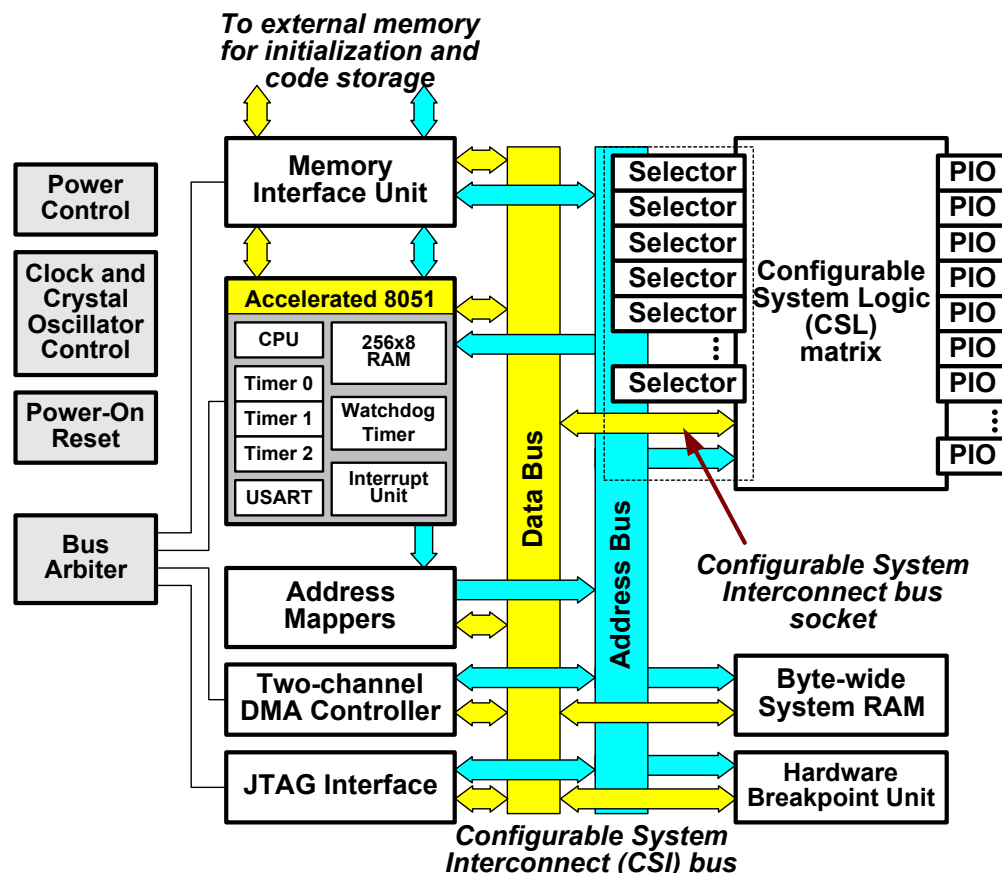 To external memory
for initialization and
code storage
Memory
Interface Unit
Power
Control
Clock and
Crystal
Oscillator
Control
Power-On
Reset
Bus
Arbiter
Accelerated 8051
CPU
Timer 0
Timer 1
Timer 2
USART
256x8
RAM
Watchdog
Timer
Interrupt
Unit
Address
Mappers
Two-channel
DMA Controller
JTAG Interface
Data Bus
Address Bus
Selector
Selector
Selector
Selector
Selector
...
Selector
Configurable
System Logic
(CSL)
matrix
PIO
PIO
PIO
PIO
PIO
PIO
PIO
...
PIO
Configurable System
Interconnect bus
socket
Byte-wide
System RAM
Hardware
Breakpoint Unit
Configurable System
Interconnect (CSI) bus